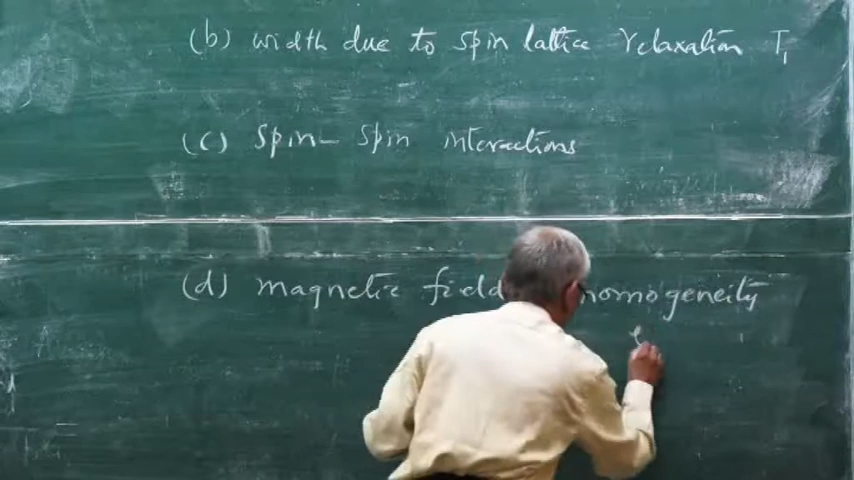 (b) width due to spin lattice relaxation T₁
(c) spin- spin interactions
(d) magnetic field